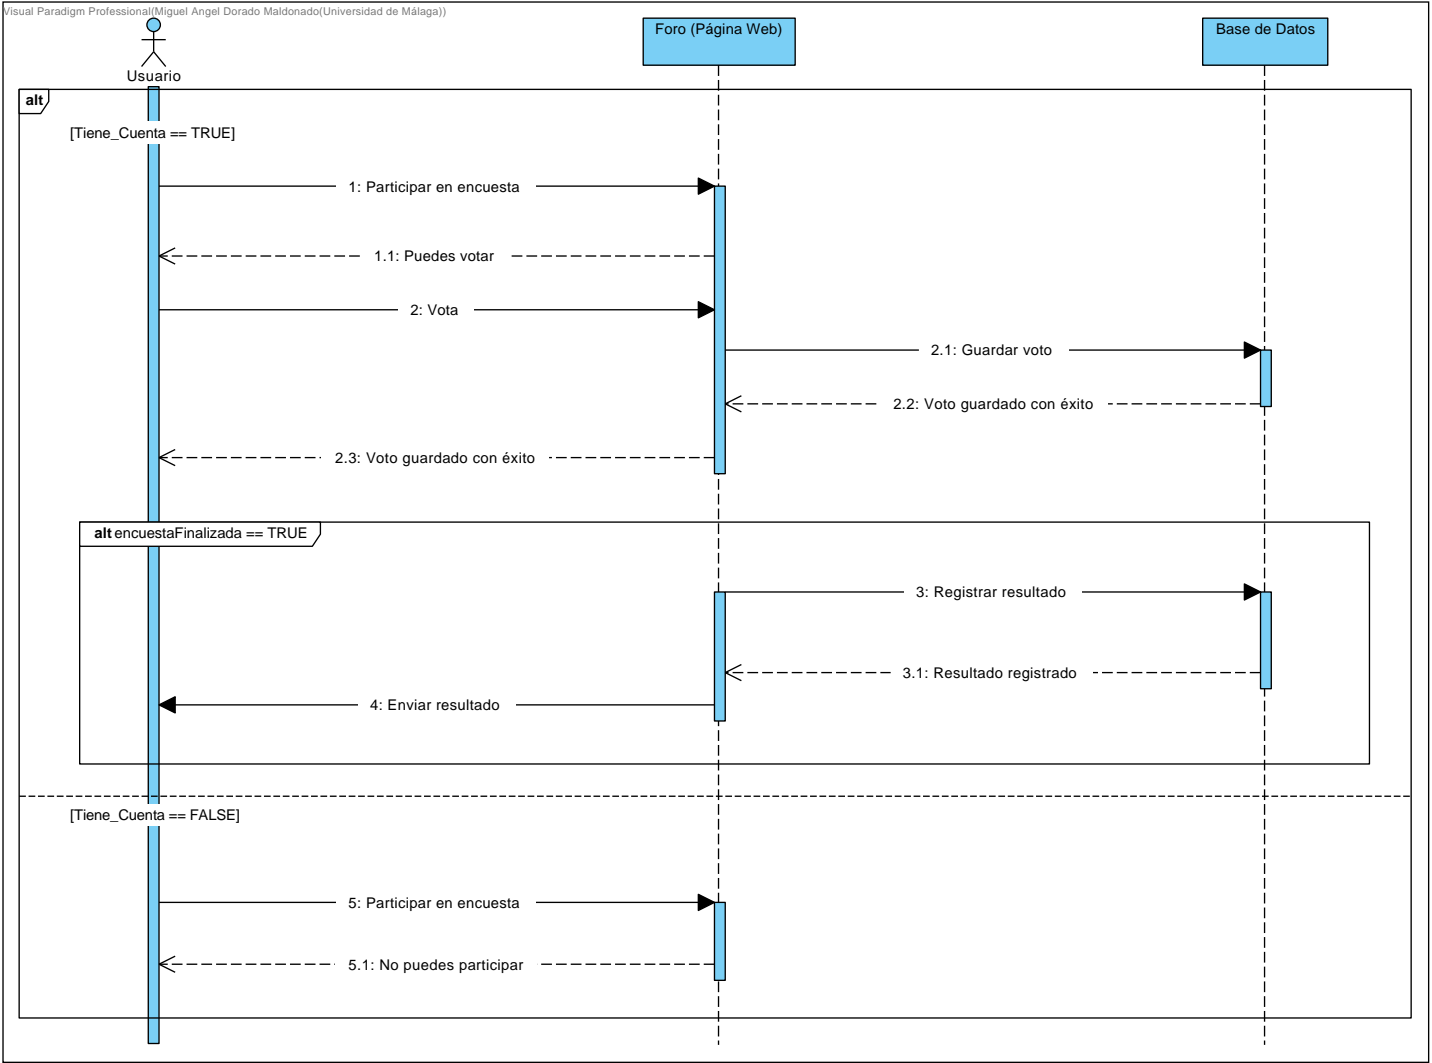 Visual Paradigm Professional(Miguel Angel Dorado Maldonado(Universidad de Málaga))
Usuario
Foro (Página Web)
Base de Datos
alt
[Tiene_Cuenta == TRUE]
1: Participar en encuesta
1.1: Puedes votar
2: Vota
2.1: Guardar voto
2.2: Voto guardado con éxito
2.3: Voto guardado con éxito
alt encuestaFinalizada == TRUE
3: Registrar resultado
3.1: Resultado registrado
4: Enviar resultado
[Tiene_Cuenta == FALSE]
5: Participar en encuesta
5.1: No puedes participar